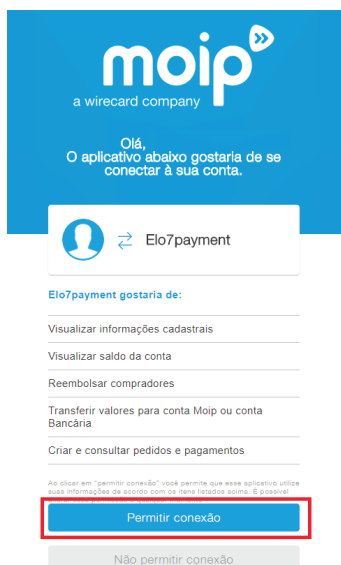 moip
a wirecard company
Olá,
O aplicativo abaixo gostaria de se
conectar à sua conta.
Elo7payment
Elo7payment gostaria de:
Visualizar informações cadastrais
Visualizar saldo da conta
Reembolsar compradores
Transferir valores para conta Moip ou conta
Bancária
Criar e consultar pedidos e pagamentos
Ao clicar em "permitir conexão" você permite que esse aplicativo utilize
suas informações de acordo com os itens listados acima. É possível
Permitir conexão
Não permitir conexão